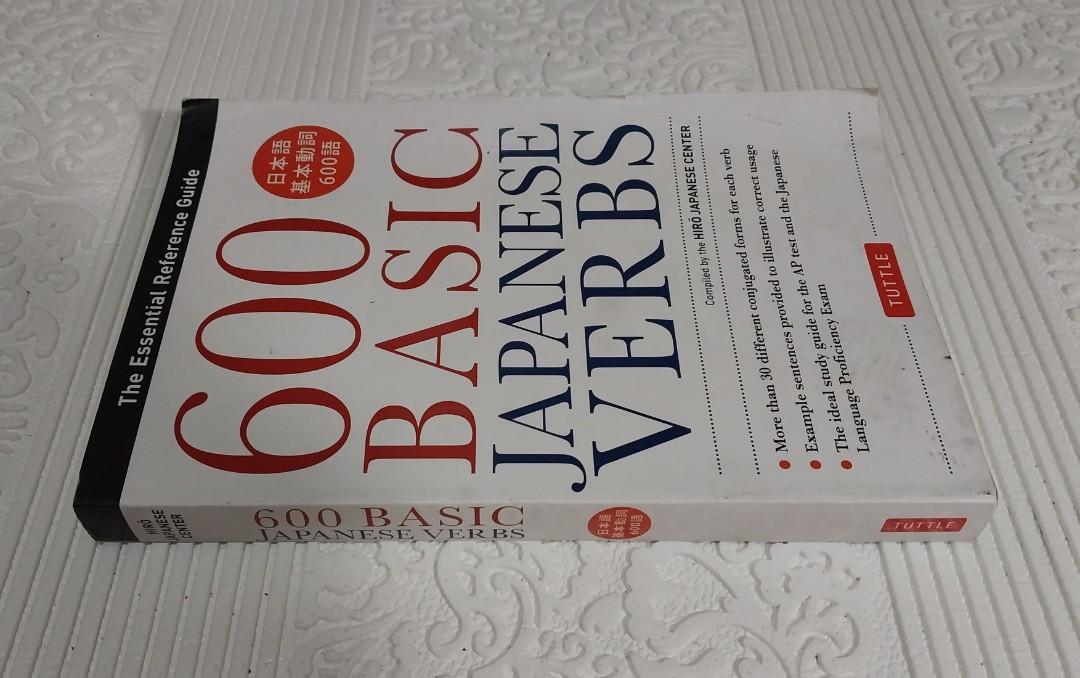 The Essential Reference Guide
日本語
基本動詞
600語
600
BASIC
JAPANESE
VERBS
Compiled by the HIRŌ JAPANESE CENTER
• More than 30 different conjugated forms for each verb
• Example sentences provided to illustrate correct usage
• The ideal study guide for the AP test and the Japanese
Language Proficiency Exam
TUTTLE
HIRŌ
JAPANESE
CENTER
600 BASIC
JAPANESE VERBS
日本語
基本動詞
600語
TUTTLE